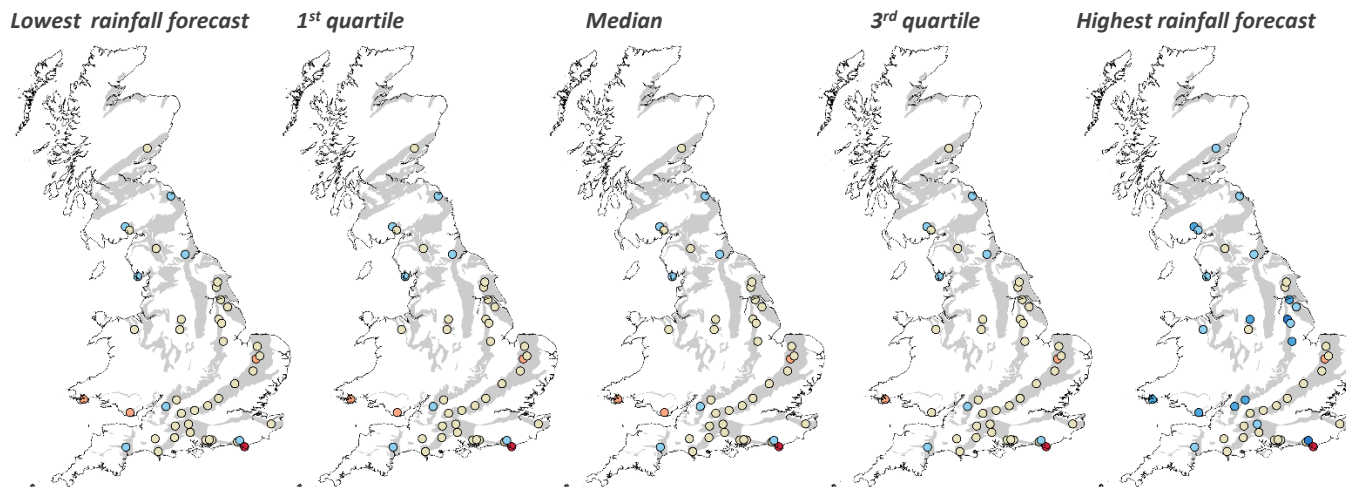 Lowest rainfall forecast
1st quartile
Median
3rd quartile
Highest rainfall forecast